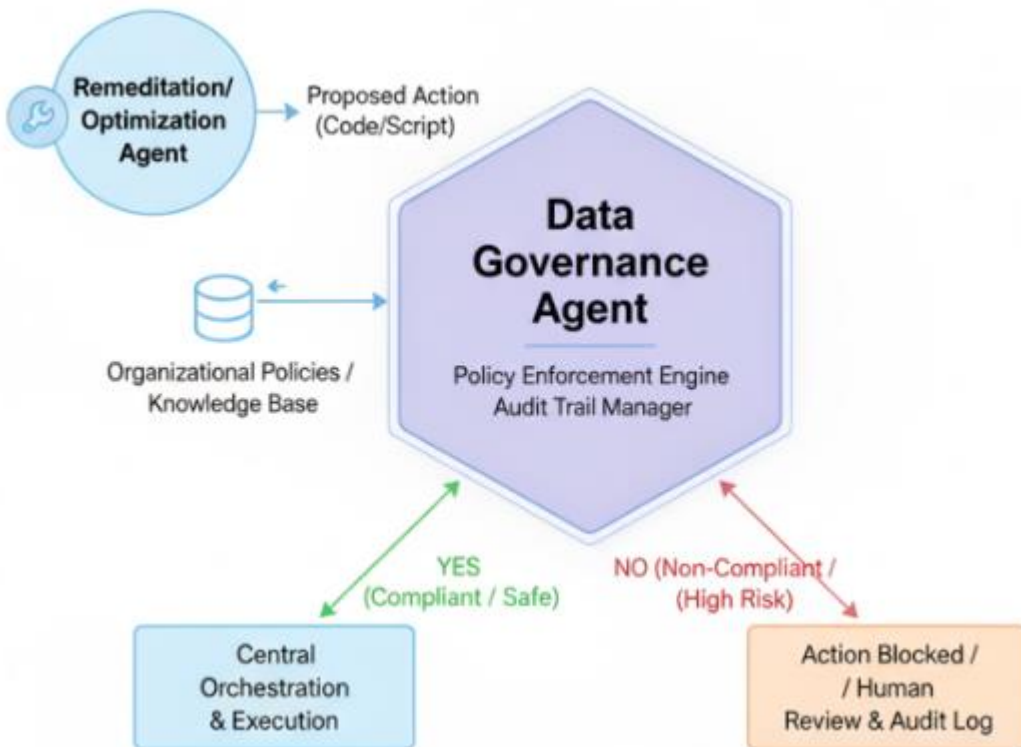 Remeditation/
Optimization
Agent
Proposed Action
(Code/Script)
Data
Governance
Agent
Policy Enforcement Engine
Audit Trail Manager
Organizational Policies /
Knowledge Base
YES
(Compliant / Safe)
NO (Non-Compliant /
(High Risk)
Central
Orchestration
& Execution
Action Blocked /
/ Human
Review & Audit Log